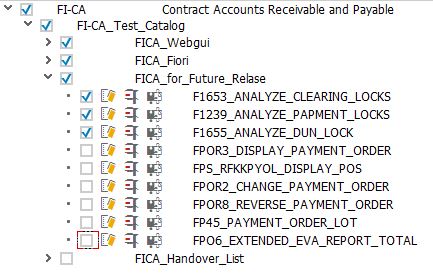 FI-CA Contract Accounts Receivable and Payable
FI-CA_Test_Catalog
FICA_Webgui
FICA_Fiori
FICA_for_Future_Relase
F1653_ANALYZE_CLEARING_LOCKS
F1239_ANALYZE_PAPMENT_LOCKS
F1655_ANALYZE_DUN_LOCK
FPOR3_DISPLAY_PAYMENT_ORDER
FPS_RFKKPYOL_DISPLAY_POS
FPOR2_CHANGE_PAYMENT_ORDER
FPOR8_REVERSE_PAYMENT_ORDER
FP45_PAYMENT_ORDER_LOT
FPO6_EXTENDED_EVA_REPORT_TOTAL
FICA_Handover_List